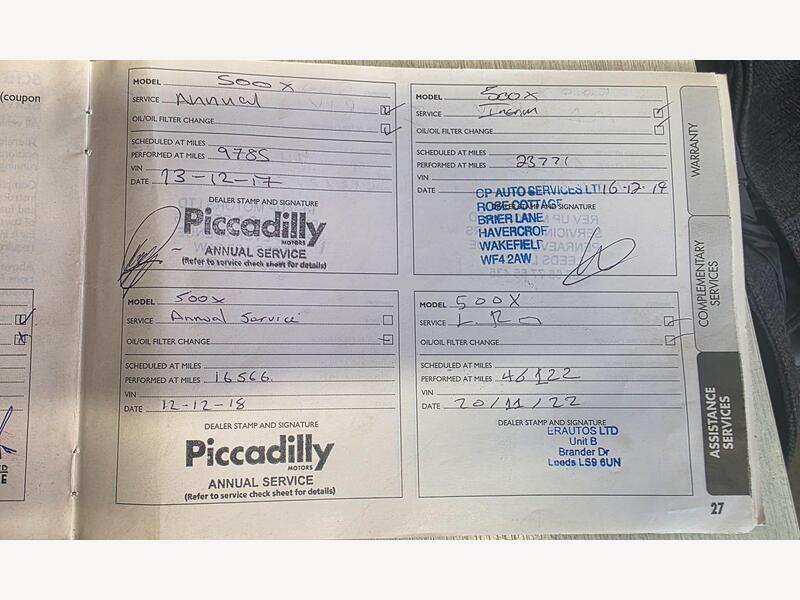 (coupon
MODEL 500X
SERVICE Annual
OIL/OIL FILTER CHANGE
SCHEDULED AT MILES
PERFORMED AT MILES 9785
VIN
DATE 13-12-17
DEALER STAMP AND SIGNATURE
Piccadilly
MOTORS
ANNUAL SERVICE
(Refer to service check sheet for details)
MODEL 500X
SERVICE
OIL/OIL FILTER CHANGE
SCHEDULED AT MILES
PERFORMED AT MILES 23771
VIN
DATE 16-12-19
DEALER STAMP AND SIGNATURE
CP AUTO SERVICES LTD
ROSE COTTAGE
BRIER LANE
HAVERCROFT
WAKEFIELD
WF4 2AW
MODEL 500X
SERVICE Annual Service
OIL/OIL FILTER CHANGE
SCHEDULED AT MILES
PERFORMED AT MILES 16566.
VIN
DATE 12-12-18
DEALER STAMP AND SIGNATURE
Piccadilly
MOTORS
ANNUAL SERVICE
(Refer to service check sheet for details)
MODEL 500X
SERVICE
OIL/OIL FILTER CHANGE
SCHEDULED AT MILES
PERFORMED AT MILES 46122
VIN
DATE 20/11/22
DEALER STAMP AND SIGNATURE
ERAUTOS LTD
Unit B
Brander Dr
Leeds LS9 6UN
WARRANTY
COMPLEMENTARY
SERVICES
ASSISTANCE
SERVICES
27